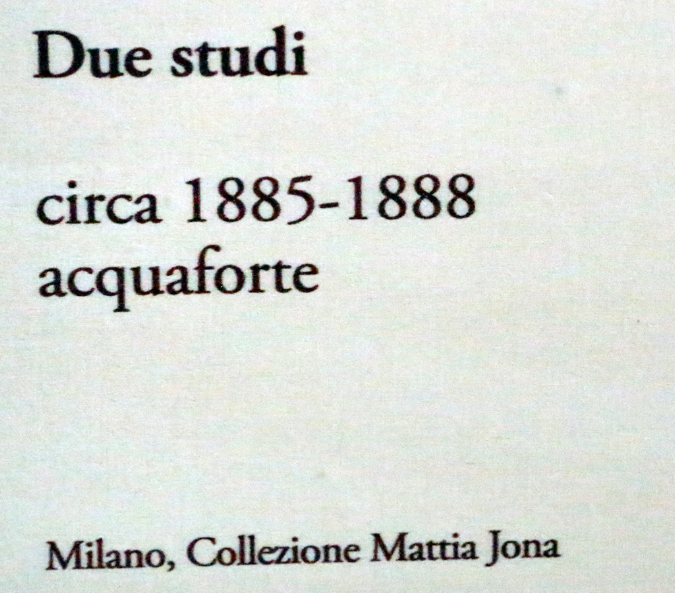 Due studi
circa 1885-1888
acquaforte
Milano, Collezione Mattia Jona